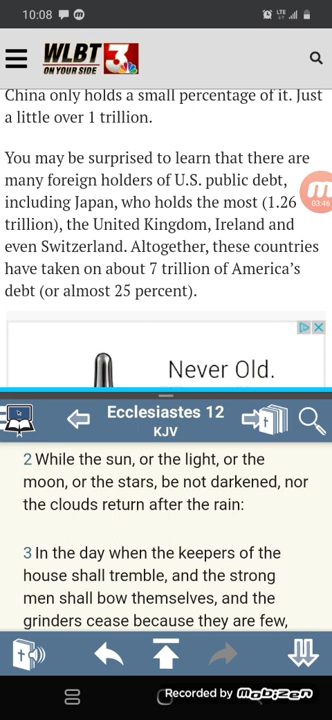 10:08
LTE
WLBT 3
ON YOUR SIDE
China only holds a small percentage of it. Just
a little over 1 trillion.
You may be surprised to learn that there are
many foreign holders of U.S. public debt,
including Japan, who holds the most (1.26
trillion), the United Kingdom, Ireland and
even Switzerland. Altogether, these countries
have taken on about 7 trillion of America’s
debt (or almost 25 percent).
03:46
Never Old.
Ecclesiastes 12
KJV
2 While the sun, or the light, or the
moon, or the stars, be not darkened, nor
the clouds return after the rain:
3 In the day when the keepers of the
house shall tremble, and the strong
men shall bow themselves, and the
grinders cease because they are few,
Recorded by Mobizen